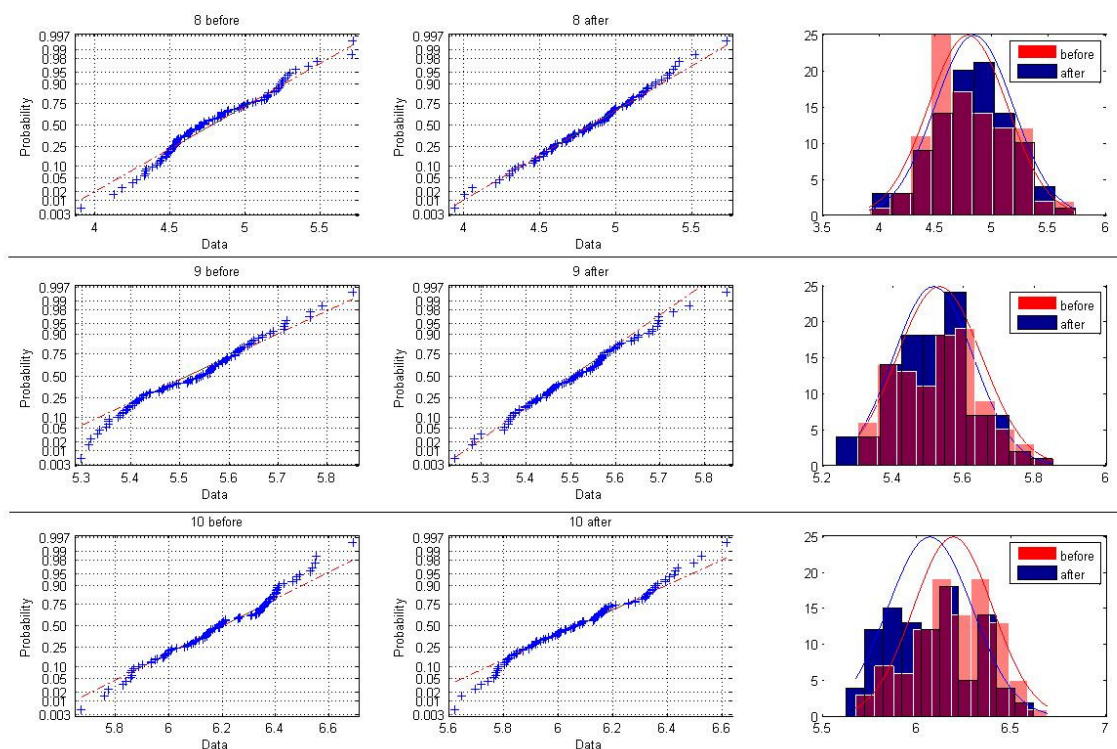 8 before
0.997
0.99
0.98
0.95
0.90
0.75
0.50
0.25
0.10
0.05
0.02
0.01
0.003
Probability
4 4.5 5 5.5
Data
8 after
0.997
0.99
0.98
0.95
0.90
0.75
0.50
0.25
0.10
0.05
0.02
0.01
0.003
Probability
4 4.5 5 5.5
Data
25
20
15
10
5
0
3.5 4 4.5 5 5.5 6
before
after
9 before
0.997
0.99
0.98
0.95
0.90
0.75
0.50
0.25
0.10
0.05
0.02
0.01
0.003
Probability
5.3 5.4 5.5 5.6 5.7 5.8
Data
9 after
0.997
0.99
0.98
0.95
0.90
0.75
0.50
0.25
0.10
0.05
0.02
0.01
0.003
Probability
5.3 5.4 5.5 5.6 5.7 5.8
Data
25
20
15
10
5
0
5.2 5.4 5.6 5.8 6
before
after
10 before
0.997
0.99
0.98
0.95
0.90
0.75
0.50
0.25
0.10
0.05
0.02
0.01
0.003
Probability
5.8 6 6.2 6.4 6.6
Data
10 after
0.997
0.99
0.98
0.95
0.90
0.75
0.50
0.25
0.10
0.05
0.02
0.01
0.003
Probability
5.6 5.8 6 6.2 6.4 6.6
Data
25
20
15
10
5
0
5.5 6 6.5 7
before
after